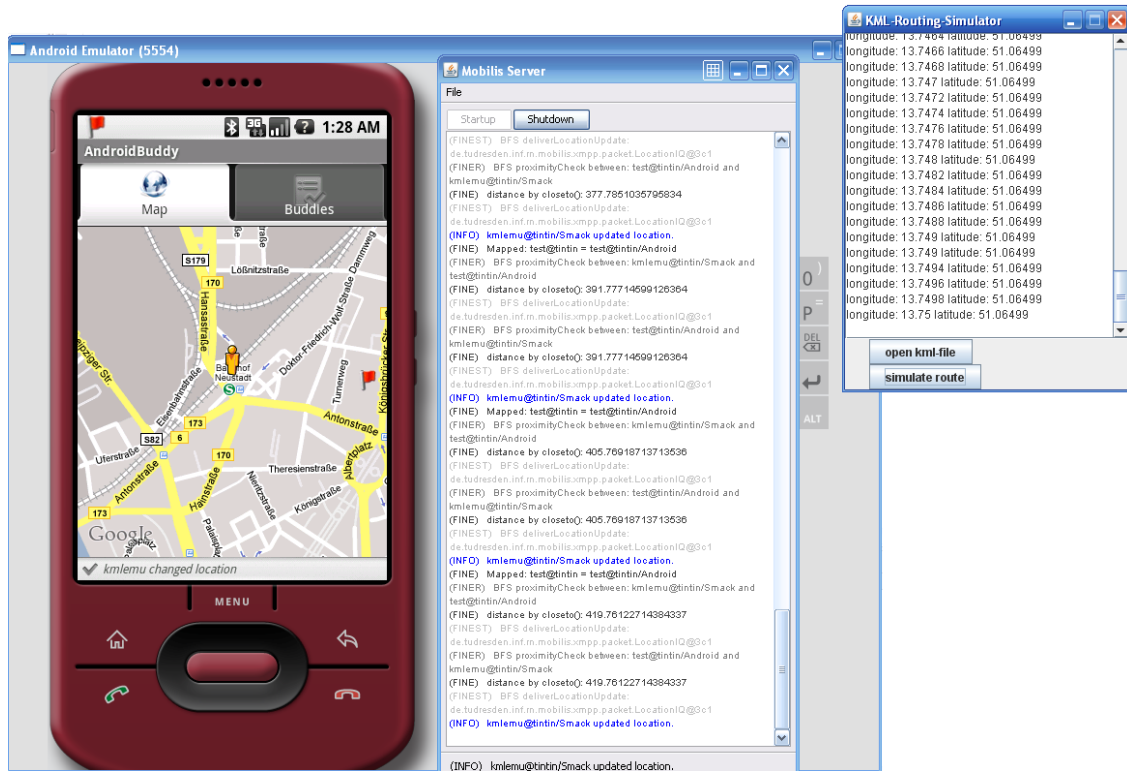 Android Emulator (5554)
3G
1:28 AM
AndroidBuddy
Map
Buddies
S179
170
Lößnitzstraße
Hansastraße
Dammweg
Doktor-Friedrich-Wolf-Straße
Leipziger Str.
Eisenbahnstraße
Bahnhof
Neustadt
S
Turnerweg
Königsbrücker Str.
Antonstraße
173
6
S82
Uferstraße
170
Theresienstraße
Albertplatz
Antonstraße
Hainstraße
Nieritzstraße
Königstraße
173
Palaisplatz
Google
kmlemu changed location
MENU
Mobilis Server
File
Startup
Shutdown
(FINEST) BFS deliverLocationUpdate:
de.tudresden.inf.rn.mobilis.xmpp.packet.LocationIQ@3c1
(FINER) BFS proximityCheck between: test@tintin/Android and
kmlemu@tintin/Smack
(FINE) distance by closeto(): 377.7851035795834
(FINEST) BFS deliverLocationUpdate:
de.tudresden.inf.rn.mobilis.xmpp.packet.LocationIQ@3c1
(INFO) kmlemu@tintin/Smack updated location.
(FINE) Mapped: test@tintin = test@tintin/Android
(FINER) BFS proximityCheck between: kmlemu@tintin/Smack and
test@tintin/Android
(FINE) distance by closeto(): 391.77714599126364
(FINEST) BFS deliverLocationUpdate:
de.tudresden.inf.rn.mobilis.xmpp.packet.LocationIQ@3c1
(FINER) BFS proximityCheck between: test@tintin/Android and
kmlemu@tintin/Smack
(FINE) distance by closeto(): 391.77714599126364
(FINEST) BFS deliverLocationUpdate:
de.tudresden.inf.rn.mobilis.xmpp.packet.LocationIQ@3c1
(INFO) kmlemu@tintin/Smack updated location.
(FINE) Mapped: test@tintin = test@tintin/Android
(FINER) BFS proximityCheck between: kmlemu@tintin/Smack and
test@tintin/Android
(FINE) distance by closeto(): 405.76918713713536
(FINEST) BFS deliverLocationUpdate:
de.tudresden.inf.rn.mobilis.xmpp.packet.LocationIQ@3c1
(FINER) BFS proximityCheck between: test@tintin/Android and
kmlemu@tintin/Smack
(FINE) distance by closeto(): 405.76918713713536
(FINEST) BFS deliverLocationUpdate:
de.tudresden.inf.rn.mobilis.xmpp.packet.LocationIQ@3c1
(INFO) kmlemu@tintin/Smack updated location.
(FINE) Mapped: test@tintin = test@tintin/Android
(FINER) BFS proximityCheck between: kmlemu@tintin/Smack and
test@tintin/Android
(FINE) distance by closeto(): 419.76122714384337
(FINEST) BFS deliverLocationUpdate:
de.tudresden.inf.rn.mobilis.xmpp.packet.LocationIQ@3c1
(FINER) BFS proximityCheck between: test@tintin/Android and
kmlemu@tintin/Smack
(FINE) distance by closeto(): 419.76122714384337
(FINEST) BFS deliverLocationUpdate:
de.tudresden.inf.rn.mobilis.xmpp.packet.LocationIQ@3c1
(INFO) kmlemu@tintin/Smack updated location.
(INFO) kmlemu@tintin/Smack updated location.
0 )
P =
DEL
ALT
KML-Routing-Simulator
longitude: 13.7464 latitude: 51.06499
longitude: 13.7466 latitude: 51.06499
longitude: 13.7468 latitude: 51.06499
longitude: 13.747 latitude: 51.06499
longitude: 13.7472 latitude: 51.06499
longitude: 13.7474 latitude: 51.06499
longitude: 13.7476 latitude: 51.06499
longitude: 13.7478 latitude: 51.06499
longitude: 13.748 latitude: 51.06499
longitude: 13.7482 latitude: 51.06499
longitude: 13.7484 latitude: 51.06499
longitude: 13.7486 latitude: 51.06499
longitude: 13.7488 latitude: 51.06499
longitude: 13.749 latitude: 51.06499
longitude: 13.749 latitude: 51.06499
longitude: 13.7494 latitude: 51.06499
longitude: 13.7496 latitude: 51.06499
longitude: 13.7498 latitude: 51.06499
longitude: 13.75 latitude: 51.06499
open kml-file
simulate route